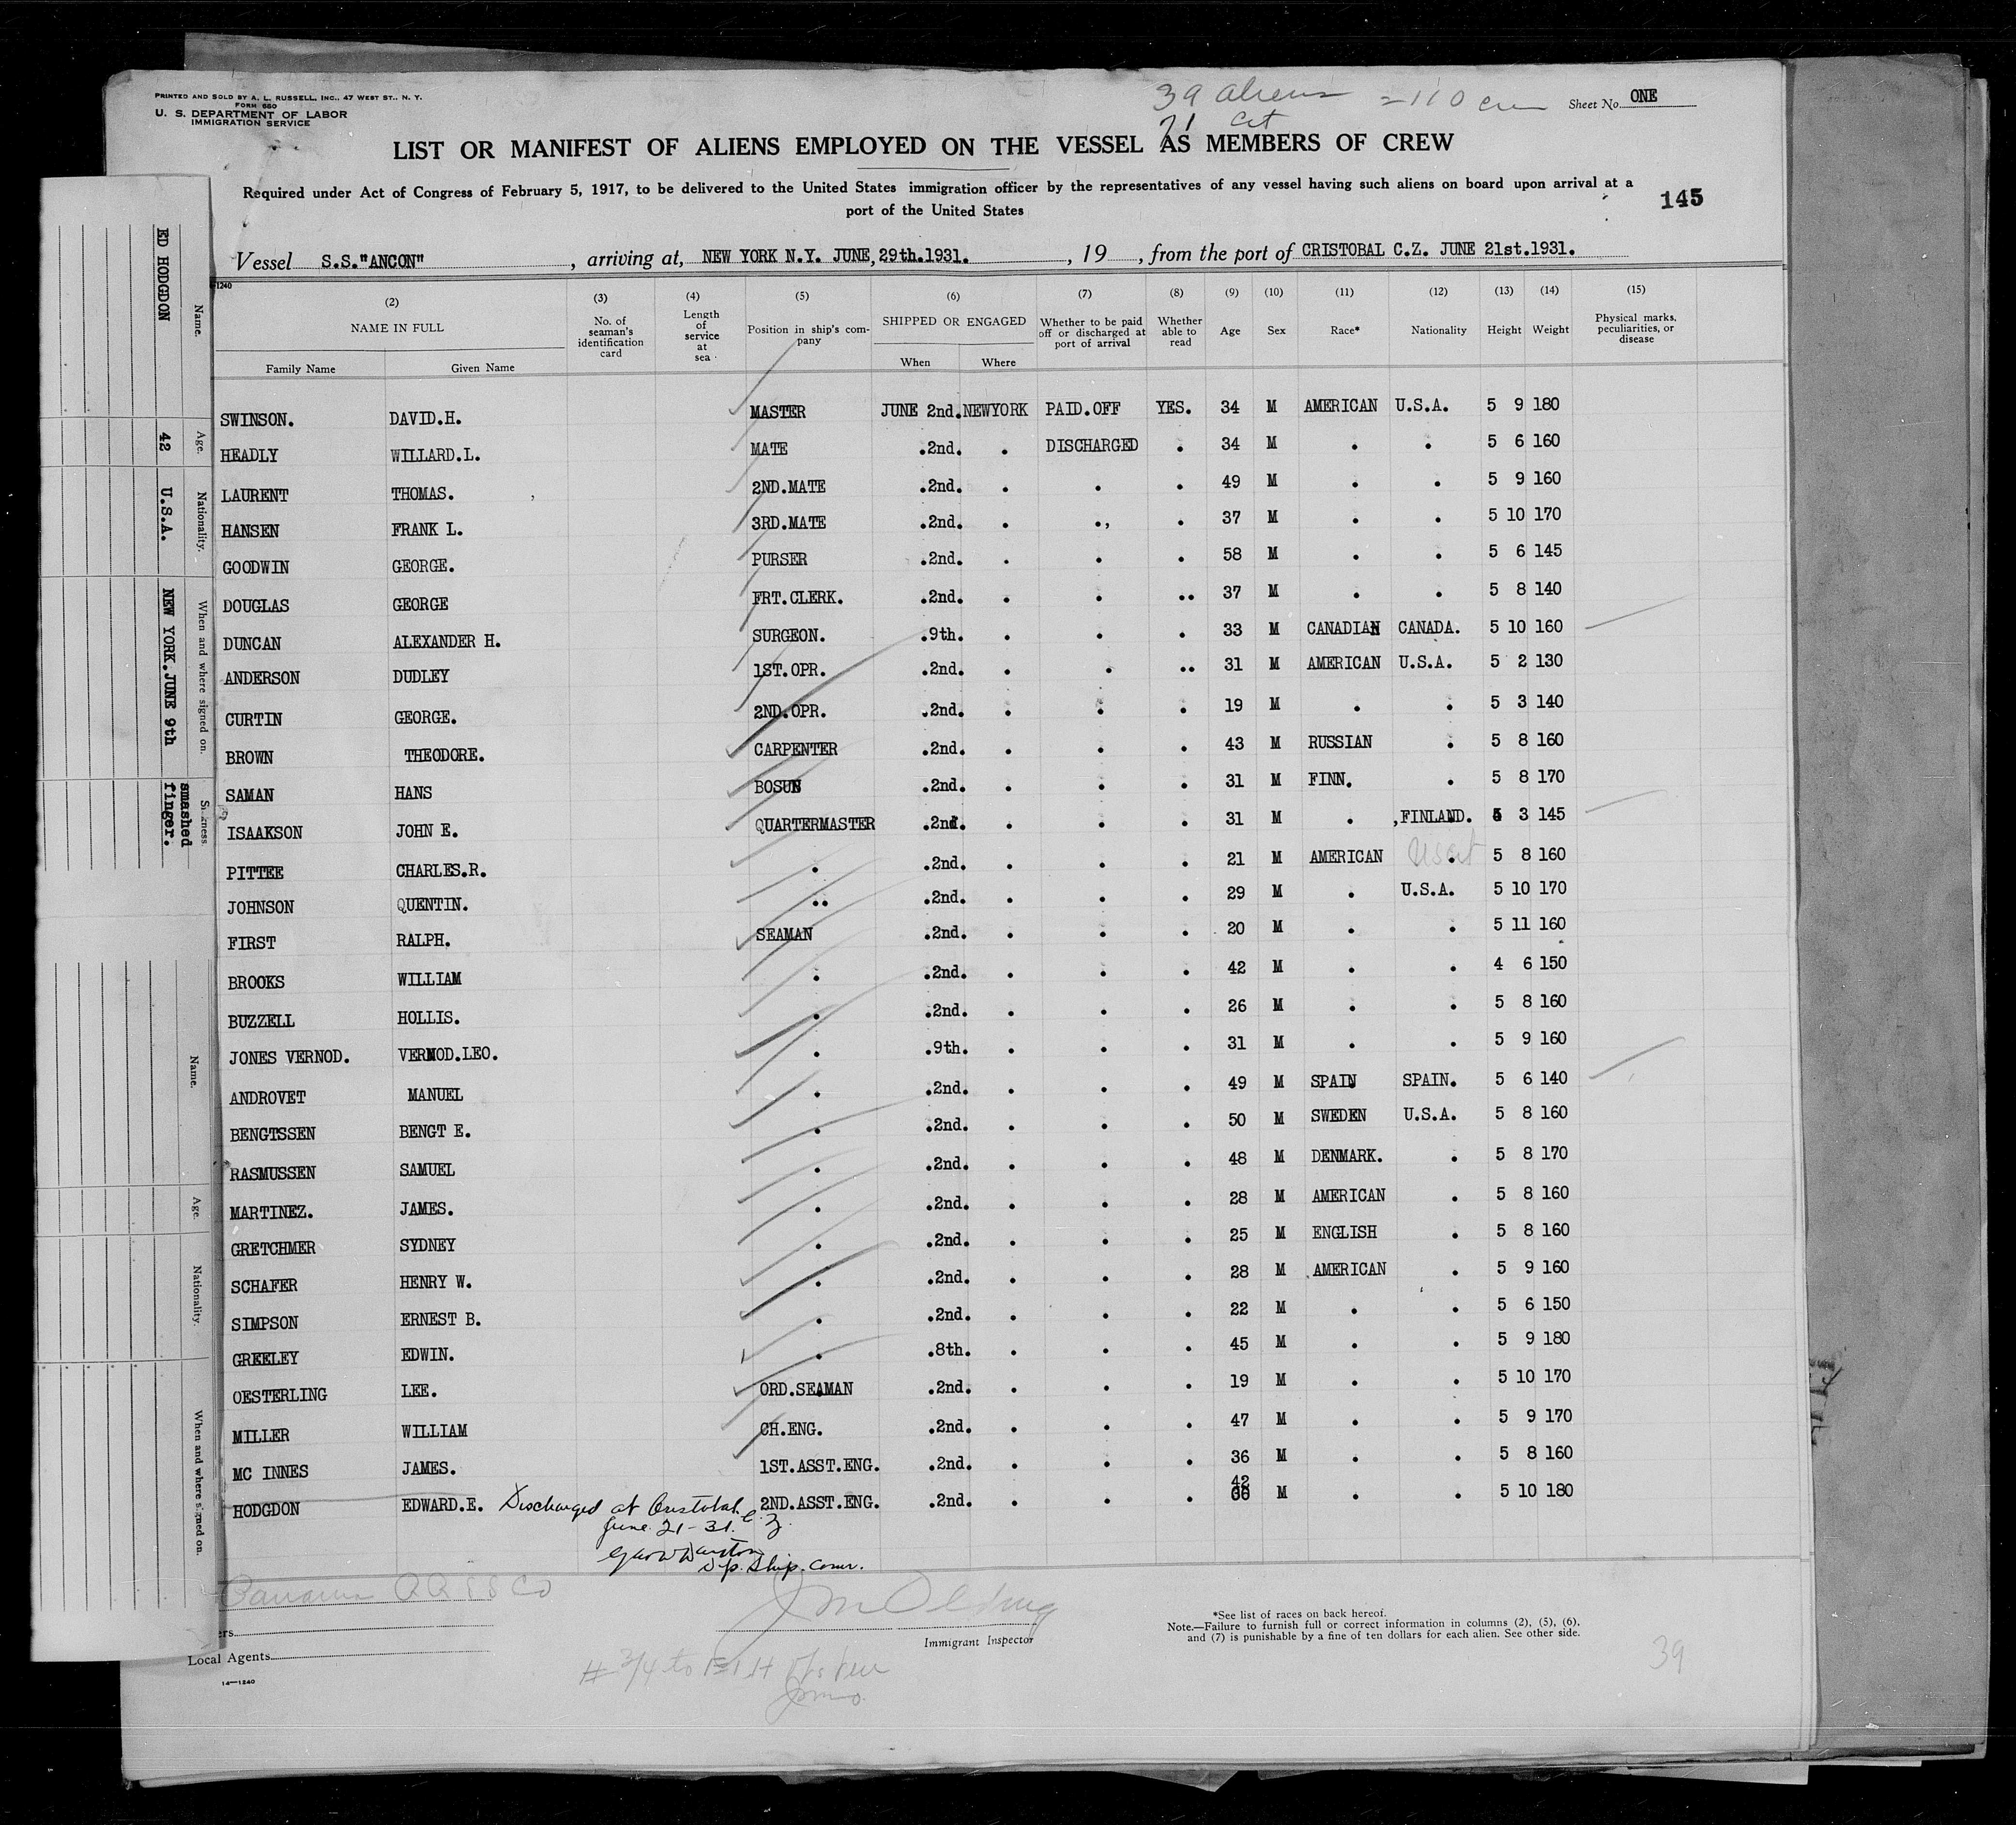 PRINTED AND SOLD BY A. L. RUSSELL, INC., 47 WEST ST., N. Y.
FORM 680
U. S. DEPARTMENT OF LABOR
IMMIGRATION SERVICE
39 aliens = 110 crew
71 cit
Sheet No. ONE
LIST OR MANIFEST OF ALIENS EMPLOYED ON THE VESSEL AS MEMBERS OF CREW
Required under Act of Congress of February 5, 1917, to be delivered to the United States immigration officer by the representatives of any vessel having such aliens on board upon arrival at a
port of the United States
145
Vessel S.S."ANCON", arriving at, NEW YORK N.Y. JUNE, 29th.1931., 19 , from the port of CRISTOBAL C.Z. JUNE 21st.1931.
-1240
(2) (3) (4) (5) (6) (7) (8) (9) (10) (11) (12) (13) (14) (15)
NAME IN FULL No. of seaman's identification card Length of service at sea Position in ship's company SHIPPED OR ENGAGED Whether to be paid off or discharged at port of arrival Whether able to read Age Sex Race* Nationality Height Weight Physical marks, peculiarities, or disease
Family Name Given Name When Where
SWINSON. DAVID.H. MASTER JUNE 2nd. NEWYORK PAID.OFF YES. 34 M AMERICAN U.S.A. 5 9 180
HEADLY WILLARD.L. MATE .2nd. . DISCHARGED . 34 M . . 5 6 160
LAURENT THOMAS. 2ND.MATE .2nd. . . . 49 M . . 5 9 160
HANSEN FRANK L. 3RD.MATE .2nd. . ., . 37 M . . 5 10 170
GOODWIN GEORGE. PURSER .2nd. . . . 58 M . . 5 6 145
DOUGLAS GEORGE FRT.CLERK. .2nd. . . .. 37 M . . 5 8 140
DUNCAN ALEXANDER H. SURGEON. .9th. . . . 33 M CANADIAN CANADA. 5 10 160
ANDERSON DUDLEY 1ST.OPR. .2nd. . . .. 31 M AMERICAN U.S.A. 5 2 130
CURTIN GEORGE. 2ND.OPR. .2nd. . . . 19 M . . 5 3 140
BROWN THEODORE. CARPENTER .2nd. . . . 43 M RUSSIAN . 5 8 160
SAMAN HANS BOSUN .2nd. . . . 31 M FINN. . 5 8 170
ISAAKSON JOHN E. QUARTERMASTER .2nd. . . . 31 M . ,FINLAND. 5 3 145
PITTEE CHARLES.R. . .2nd. . . . 21 M AMERICAN US cit . 5 8 160
JOHNSON QUENTIN. .. .2nd. . . . 29 M . U.S.A. 5 10 170
FIRST RALPH. SEAMAN .2nd. . . . 20 M . . 5 11 160
BROOKS WILLIAM . .2nd. . . . 42 M . . 4 6 150
BUZZELL HOLLIS. . .2nd. . . . 26 M . . 5 8 160
JONES VERNOD. VERNOD.LEO. . .9th. . . . 31 M . . 5 9 160
ANDROVET MANUEL . .2nd. . . . 49 M SPAIN SPAIN. 5 6 140
BENGTSSEN BENGT E. . .2nd. . . . 50 M SWEDEN U.S.A. 5 8 160
RASMUSSEN SAMUEL . .2nd. . . . 48 M DENMARK. . 5 8 170
MARTINEZ. JAMES. . .2nd. . . . 28 M AMERICAN . 5 8 160
GRETCHMER SYDNEY . .2nd. . . . 25 M ENGLISH . 5 8 160
SCHAFER HENRY W. . .2nd. . . . 28 M AMERICAN . 5 9 160
SIMPSON ERNEST B. . .2nd. . . . 22 M . . 5 6 150
GREELEY EDWIN. . .8th. . . . 45 M . . 5 9 180
OESTERLING LEE. ORD.SEAMAN .2nd. . . . 19 M . . 5 10 170
MILLER WILLIAM CH.ENG. .2nd. . . . 47 M . . 5 9 170
MC INNES JAMES. 1ST.ASST.ENG. .2nd. . . . 36 M . . 5 8 160
HODGDON EDWARD.E. Discharged at Cristobal. C.Z. 2ND.ASST.ENG. .2nd. . . . 42 M . . 5 10 180
June 21-31.
Dep. Ship. Comr.
Panama RR SS Co
ers
Local Agents
14—1240
Immigrant Inspector
*See list of races on back hereof.
Note.—Failure to furnish full or correct information in columns (2), (5), (6),
and (7) is punishable by a fine of ten dollars for each alien. See other side.
39
Name. ED HODGDON
Age. 42
Nationality. U.S.A.
When and where signed on. NEW YORK.JUNE 9th
Sickness smashed finger.
Name.
Age.
Nationality.
When and where signed on.